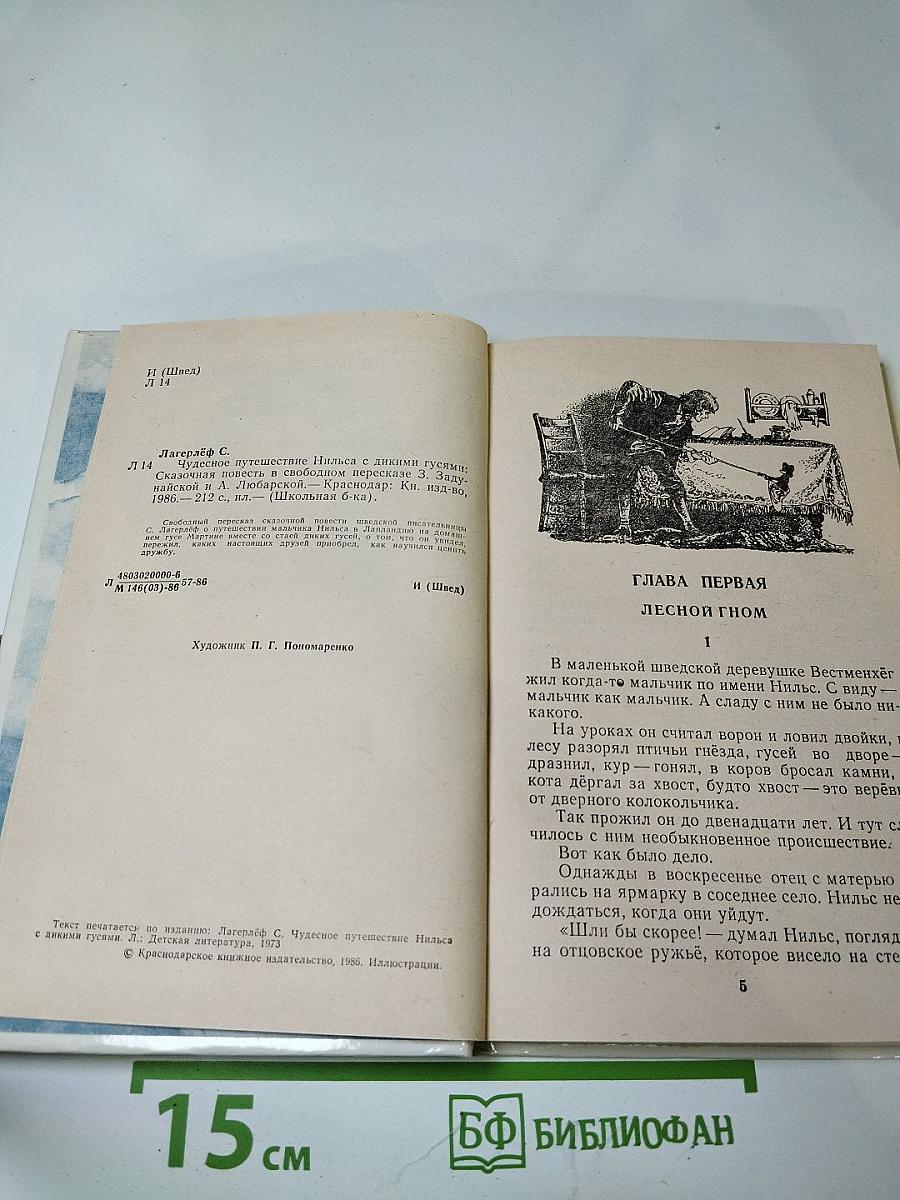 И (Швед)
Л 14
Лагерлёф С.
Л 14 Чудесное путешествие Нильса с дикими гусями:
Сказочная повесть в свободном пересказе З. Заду-
найской и А. Любарской.— Краснодар: Кн. изд-во,
1986.— 212 с., ил.— (Школьная б-ка).
Свободный пересказ сказочной повести шведской писательницы
С. Лагерлёф о путешествии мальчика Нильса в Лапландию на домаш-
нем гусе Мартине вместе со стаей диких гусей, о том, что он увидел,
пережил, каких настоящих друзей приобрел, как научился ценить
дружбу.
Л 4803020000-6
М 146(03)-86 57-86
И (Швед)
Художник П. Г. Пономаренко
Текст печатается по изданию: Лагерлёф С. Чудесное путешествие Нильса
с дикими гусями. Л.: Детская литература, 1973
© Краснодарское книжное издательство, 1986. Иллюстрации.
ГЛАВА ПЕРВАЯ
ЛЕСНОЙ ГНОМ
1
В маленькой шведской деревушке Вестменхёг
жил когда-то мальчик по имени Нильс. С виду —
мальчик как мальчик. А сладу с ним не было ни-
какого.
На уроках он считал ворон и ловил двойки,
лесу разорял птичьи гнёзда, гусей во дворе —
дразнил, кур — гонял, в коров бросал камни,
кота дёргал за хвост, будто хвост — это верёв
от дверного колокольчика.
Так прожил он до двенадцати лет. И тут сл
чилось с ним необыкновенное происшествие.
Вот как было дело.
Однажды в воскресенье отец с матерью
рались на ярмарку в соседнее село. Нильс не
дождаться, когда они уйдут.
«Шли бы скорее! — думал Нильс, погляд
на отцовское ружьё, которое висело на сте
5
15 см
БФ БИБЛИОФАН